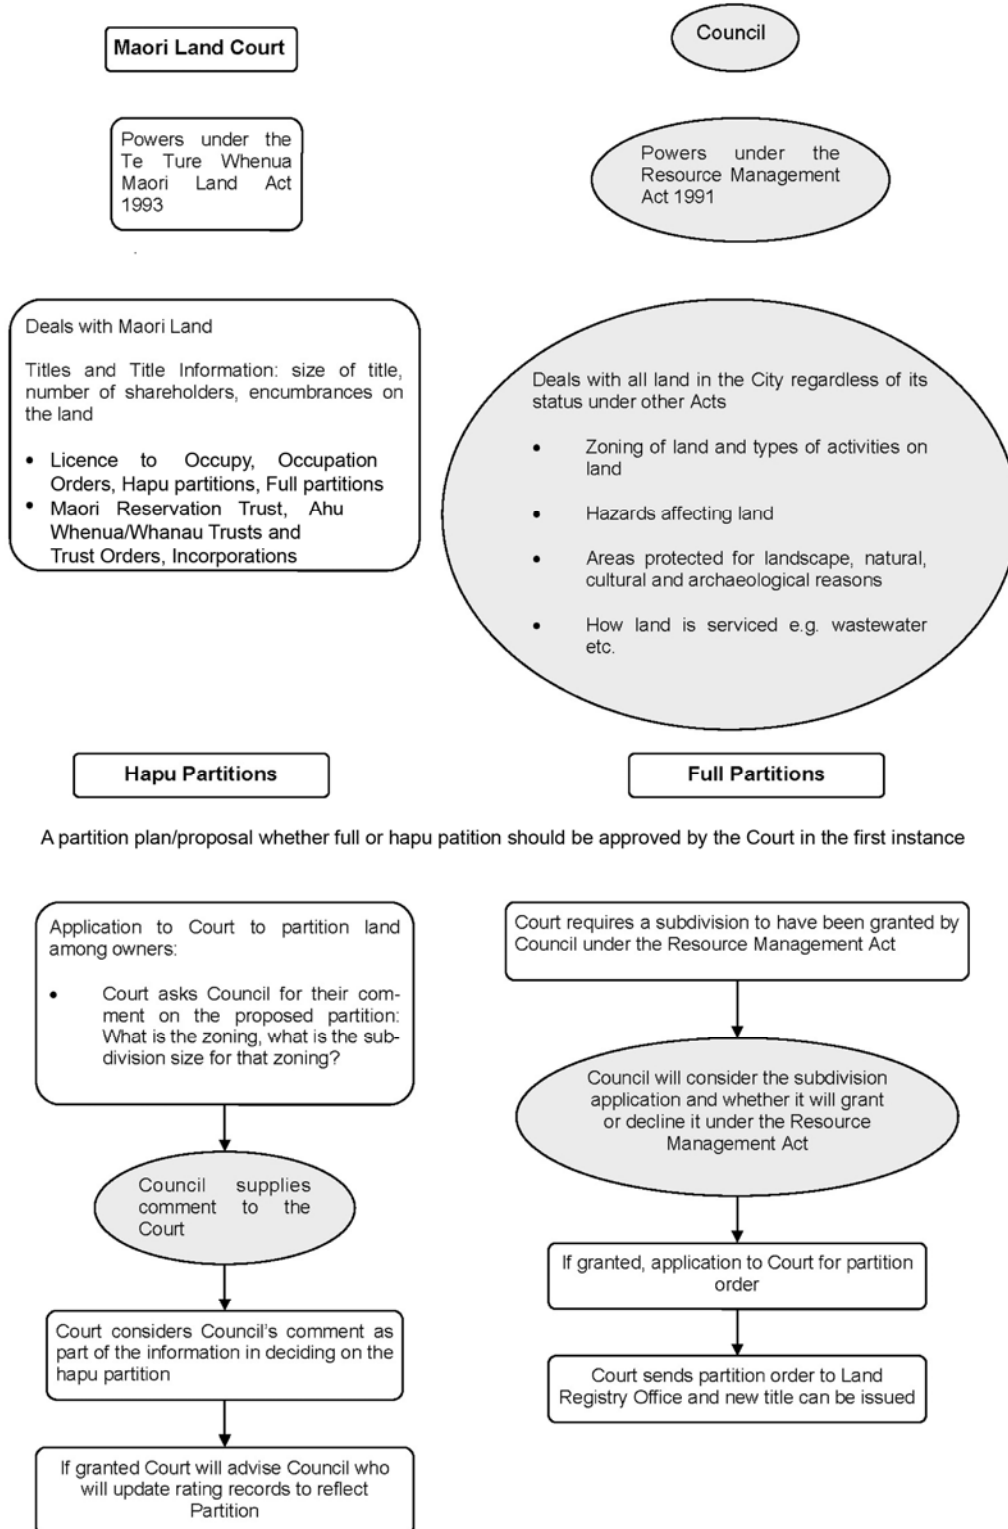 Maori Land Court
Council
Powers under the
Te Ture Whenua
Maori Land Act
1993
Powers under the
Resource Management
Act 1991
Deals with Maori Land
Titles and Title Information: size of title,
number of shareholders, encumbrances on
the land
• Licence to Occupy, Occupation
Orders, Hapu partitions, Full partitions
• Maori Reservation Trust, Ahu
Whenua/Whanau Trusts and
Trust Orders, Incorporations
Deals with all land in the City regardless of its
status under other Acts
• Zoning of land and types of activities on
land
• Hazards affecting land
• Areas protected for landscape, natural,
cultural and archaeological reasons
• How land is serviced e.g. wastewater
etc.
Hapu Partitions
Full Partitions
A partition plan/proposal whether full or hapu patition should be approved by the Court in the first instance
Application to Court to partition land
among owners:
• Court asks Council for their com-
ment on the proposed partition:
What is the zoning, what is the sub-
division size for that zoning?
Council supplies
comment to the
Court
Court considers Council's comment as
part of the information in deciding on the
hapu partition
If granted Court will advise Council who
will update rating records to reflect
Partition
Court requires a subdivision to have been granted by
Council under the Resource Management Act
Council will consider the subdivision
application and whether it will grant
or decline it under the Resource
Management Act
If granted, application to Court for partition
order
Court sends partition order to Land
Registry Office and new title can be issued